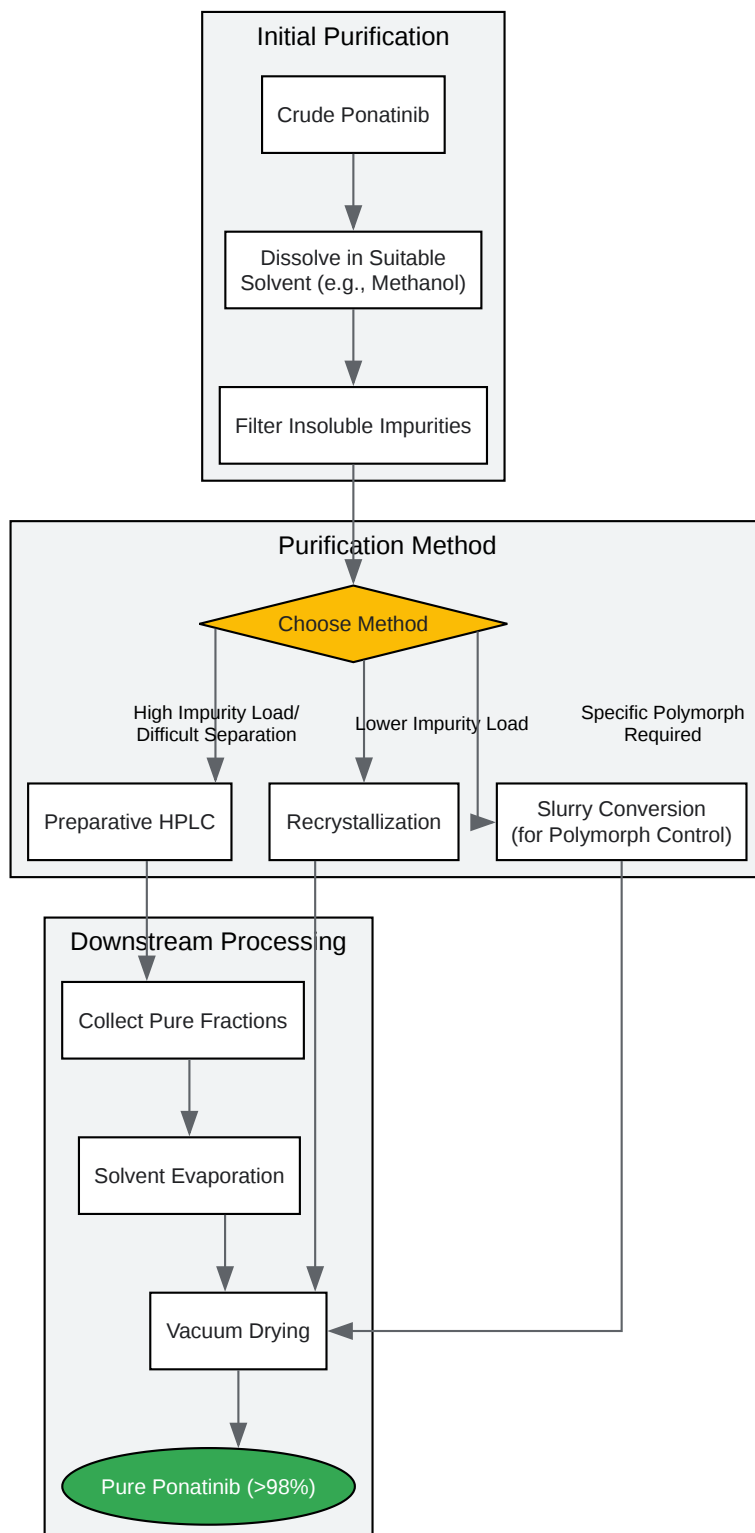 Initial Purification
Crude Ponatinib
Dissolve in Suitable
Solvent (e.g., Methanol)
Filter Insoluble Impurities
Purification Method
Choose Method
High Impurity Load/
Difficult Separation
Lower Impurity Load
Specific Polymorph
Required
Preparative HPLC
Recrystallization
Slurry Conversion
(for Polymorph Control)
Downstream Processing
Collect Pure Fractions
Solvent Evaporation
Vacuum Drying
Pure Ponatinib (>98%)